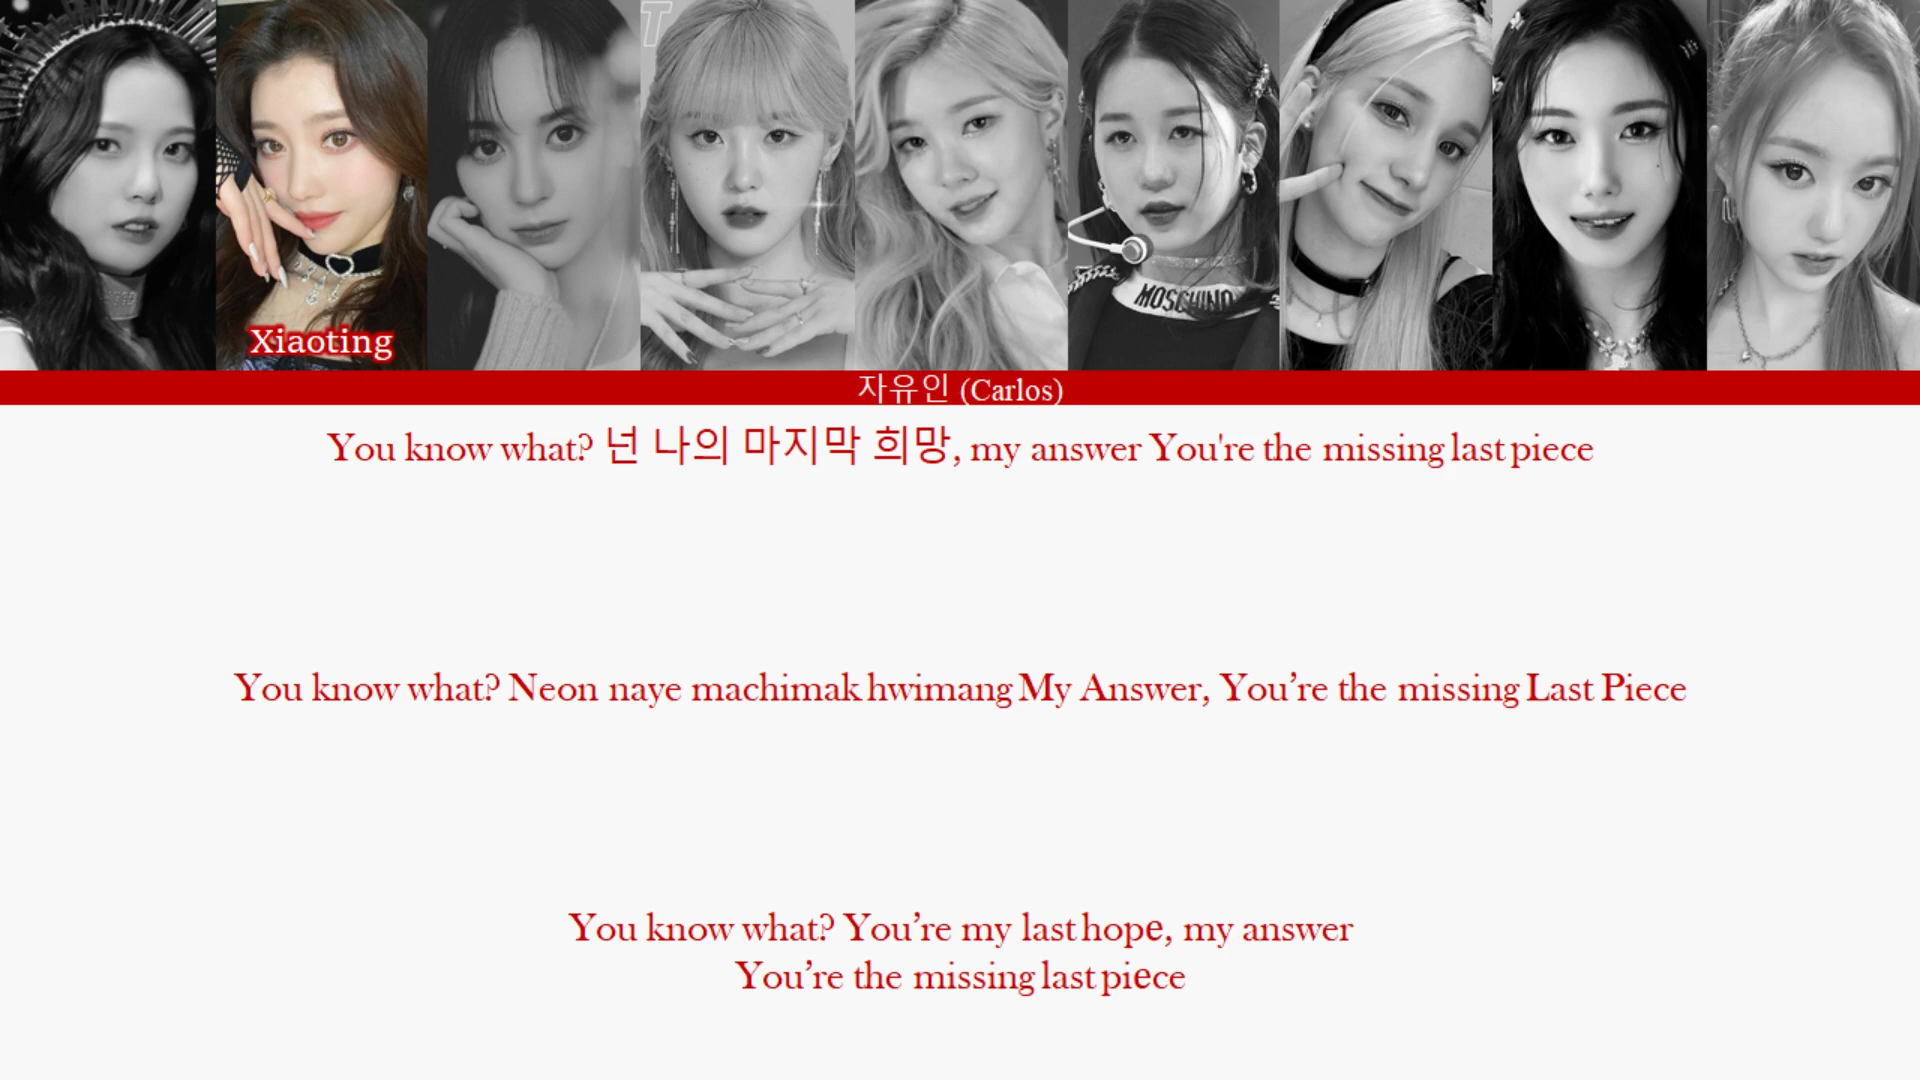 T
MOSCHINO
Xiaoting
자유인 (Carlos)
You know what? 넌 나의 마지막 희망, my answer You're the missing last piece
You know what? Neon naye machimak hwimang My Answer, You’re the missing Last Piece
You know what? You’re my last hope, my answer
You’re the missing last piece